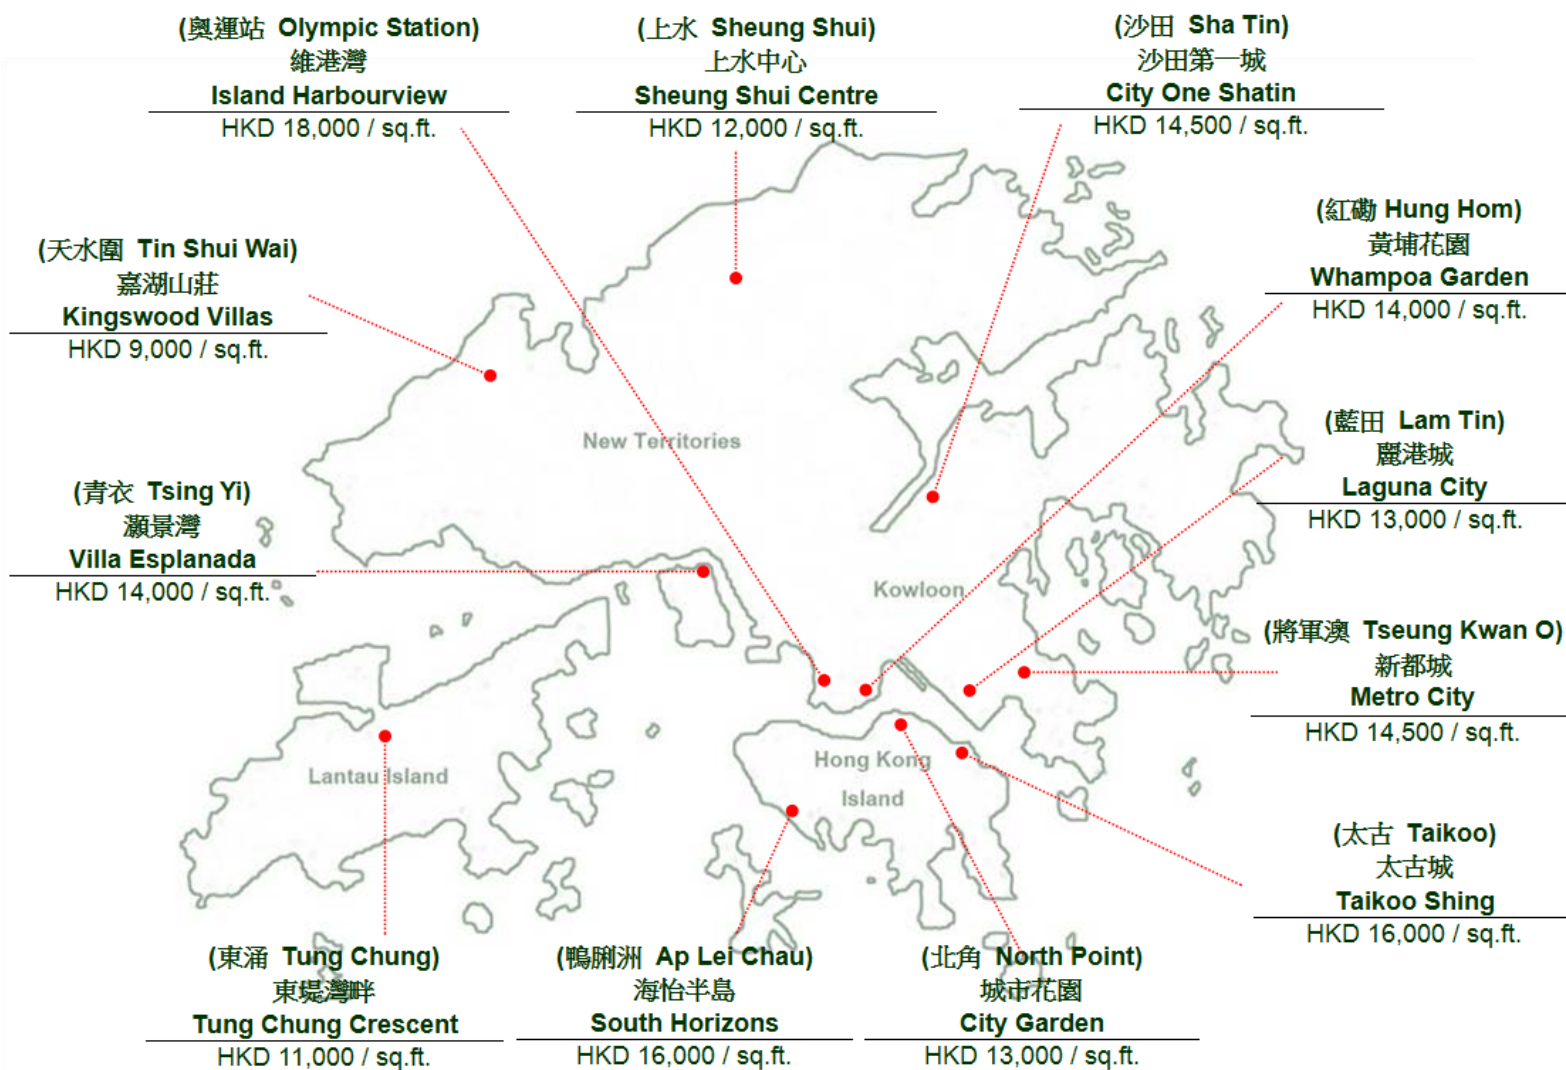 (奧運站 Olympic Station)
維港灣
Island Harbourview
HKD 18,000 / sq.ft.
(上水 Sheung Shui)
上水中心
Sheung Shui Centre
HKD 12,000 / sq.ft.
(沙田 Sha Tin)
沙田第一城
City One Shatin
HKD 14,500 / sq.ft.
(天水圍 Tin Shui Wai)
嘉湖山莊
Kingswood Villas
HKD 9,000 / sq.ft.
(紅磡 Hung Hom)
黃埔花園
Whampoa Garden
HKD 14,000 / sq.ft.
New Territories
(藍田 Lam Tin)
麗港城
Laguna City
HKD 13,000 / sq.ft.
(青衣 Tsing Yi)
灝景灣
Villa Esplanada
HKD 14,000 / sq.ft.
Kowloon
(將軍澳 Tseung Kwan O)
新都城
Metro City
HKD 14,500 / sq.ft.
Lantau Island
Hong Kong
Island
(太古 Taikoo)
太古城
Taikoo Shing
HKD 16,000 / sq.ft.
(東涌 Tung Chung)
東堤灣畔
Tung Chung Crescent
HKD 11,000 / sq.ft.
(鴨脷洲 Ap Lei Chau)
海怡半島
South Horizons
HKD 16,000 / sq.ft.
(北角 North Point)
城市花園
City Garden
HKD 13,000 / sq.ft.